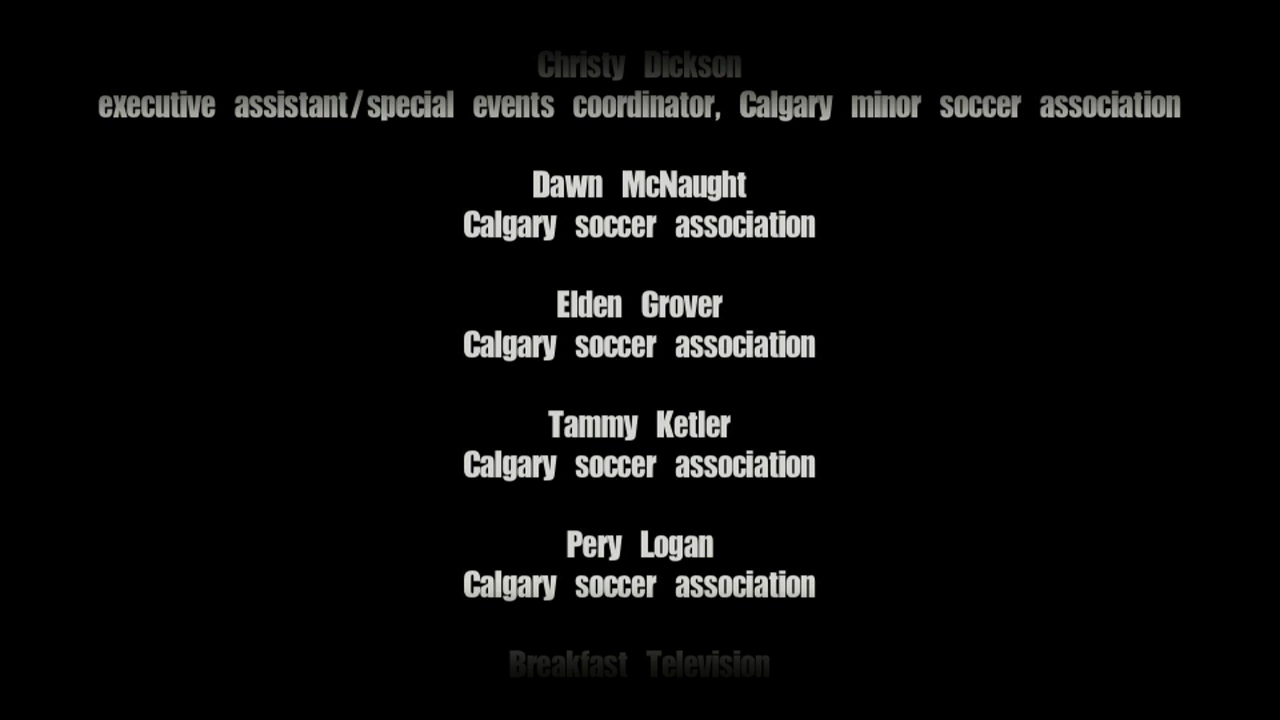 Christy Dickson
executive assistant/special events coordinator, Calgary minor soccer association
Dawn McNaught
Calgary soccer association
Elden Grover
Calgary soccer association
Tammy Ketler
Calgary soccer association
Pery Logan
Calgary soccer association
Breakfast Television